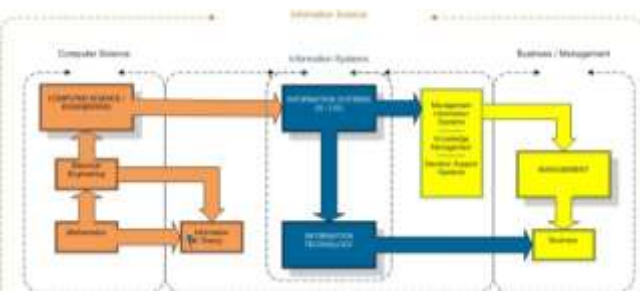 Information Science
Computer Science
Information Systems
Business / Management
COMPUTER SCIENCE /
ENGINEERING
INFORMATION SYSTEMS
Management
Information
Systems
Knowledge
Management
Decision Support
Systems
Electrical
Engineering
MANAGEMENT
Mathematics
Information
Theory
INFORMATION
TECHNOLOGY
Business